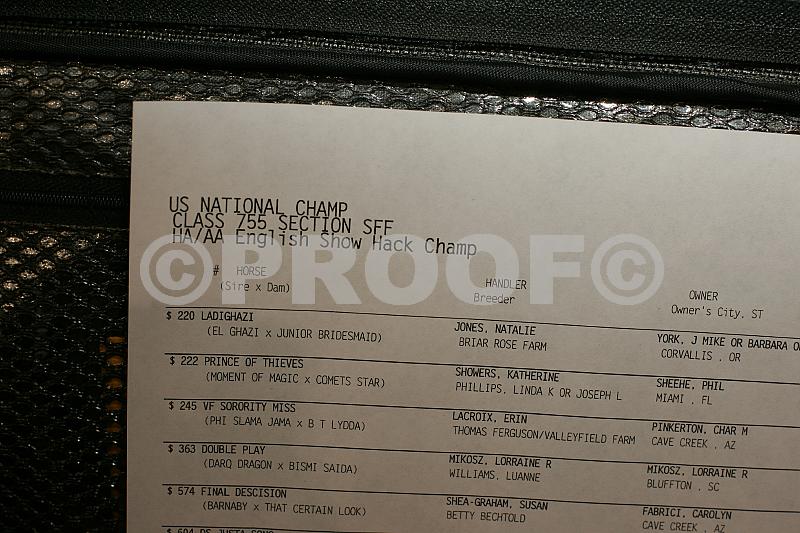 US NATIONAL CHAMP
CLASS 755 SECTION SFF
HA/AA English Show Hack Champ
©PROOF©
# HORSE HANDLER OWNER
(Sire x Dam) Breeder Owner's City, ST
$ 220 LADIGHAZI JONES, NATALIE YORK, J MIKE OR BARBARA
(EL GHAZI x JUNIOR BRIDESMAID) BRIAR ROSE FARM CORVALLIS , OR
$ 222 PRINCE OF THIEVES SHOWERS, KATHERINE SHEEHE, PHIL
(MOMENT OF MAGIC x COMETS STAR) PHILLIPS, LINDA K OR JOSEPH L MIAMI , FL
$ 245 VF SORORITY MISS LACROIX, ERIN PINKERTON, CHAR M
(PHI SLAMA JAMA x B T LYDDA) THOMAS FERGUSON/VALLEYFIELD FARM CAVE CREEK , AZ
$ 363 DOUBLE PLAY MIKOSZ, LORRAINE R MIKOSZ, LORRAINE R
(DARQ DRAGON x BISMI SAIDA) WILLIAMS, LUANNE BLUFFTON , SC
$ 574 FINAL DESCISION SHEA-GRAHAM, SUSAN FABRICI, CAROLYN
(BARNABY x THAT CERTAIN LOOK) BETTY BECHTOLD CAVE CREEK , AZ